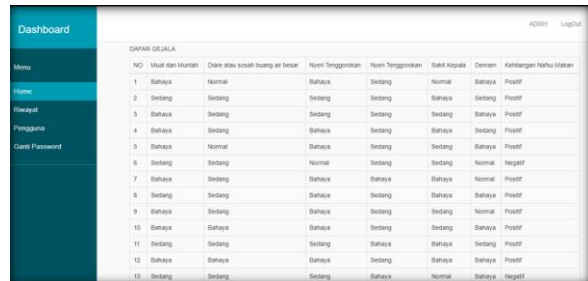 Dashboard
AD001 LogOut
DAFAR GEJALA
Menu
Home
Riwayat
Pengguna
Ganti Password
NO Mual dan Muntah Diare atau susah buang air besar Nyeri Tenggorokan Nyeri Tenggorokan Sakit Kepala Demam Kehilangan Nafsu Makan
1 Bahaya Normal Bahaya Sedang Normal Bahaya Positif
2 Sedang Sedang Sedang Sedang Bahaya Sedang Positif
3 Bahaya Sedang Sedang Sedang Sedang Bahaya Positif
4 Bahaya Sedang Bahaya Sedang Bahaya Sedang Positif
5 Bahaya Normal Bahaya Sedang Sedang Bahaya Positif
6 Sedang Sedang Normal Sedang Sedang Normal Negatif
7 Bahaya Sedang Bahaya Bahaya Bahaya Normal Positif
8 Sedang Sedang Bahaya Sedang Bahaya Bahaya Positif
9 Bahaya Sedang Bahaya Sedang Sedang Normal Positif
10 Bahaya Bahaya Bahaya Sedang Sedang Bahaya Positif
11 Sedang Sedang Sedang Bahaya Bahaya Sedang Positif
12 Bahaya Bahaya Sedang Sedang Bahaya Bahaya Positif
13 Sedang Sedang Sedang Bahaya Normal Bahaya Negatif